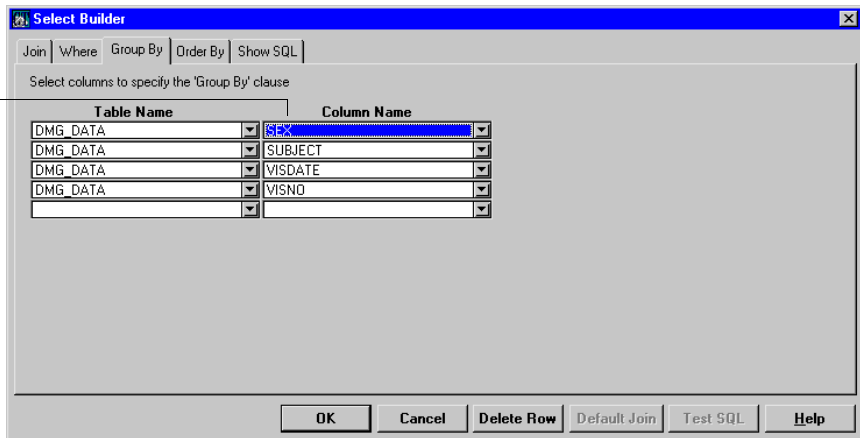 Select Builder
Join Where Group By Order By Show SQL
Select columns to specify the 'Group By' clause
Table Name Column Name
DMG_DATA SEX
DMG_DATA SUBJECT
DMG_DATA VISDATE
DMG_DATA VISNO
OK Cancel Delete Row Default Join Test SQL Help